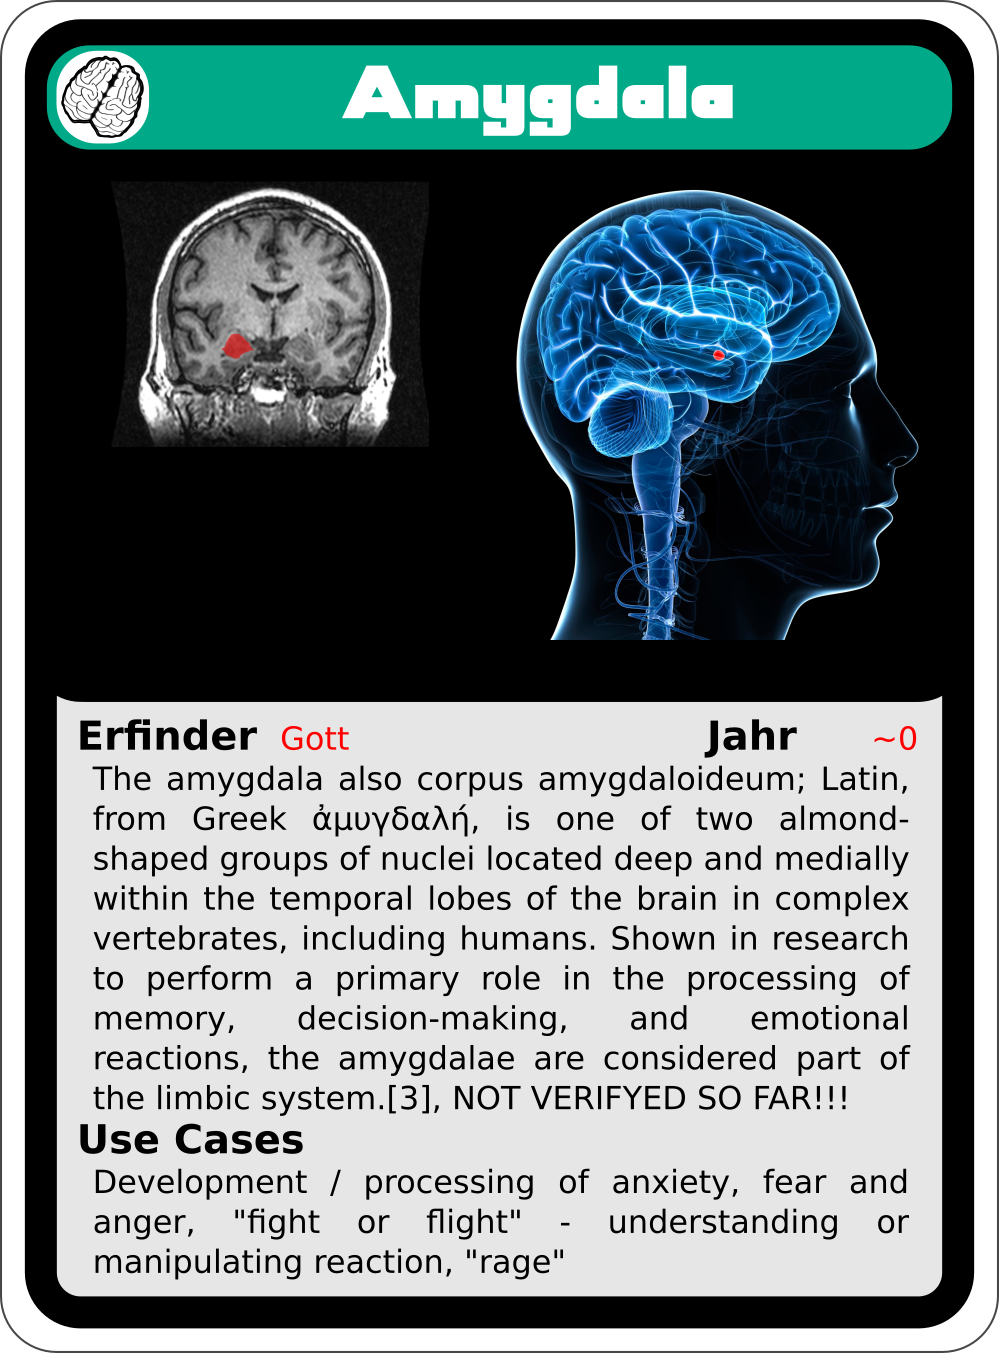 Amygdala
Erfinder Gott Jahr ~0
The amygdala also corpus amygdaloideum; Latin,
from Greek ἀμυγδαλή, is one of two almond-
shaped groups of nuclei located deep and medially
within the temporal lobes of the brain in complex
vertebrates, including humans. Shown in research
to perform a primary role in the processing of
memory, decision-making, and emotional
reactions, the amygdalae are considered part of
the limbic system.[3], NOT VERIFYED SO FAR!!!
Use Cases
Development / processing of anxiety, fear and
anger, "fight or flight" - understanding or
manipulating reaction, "rage"